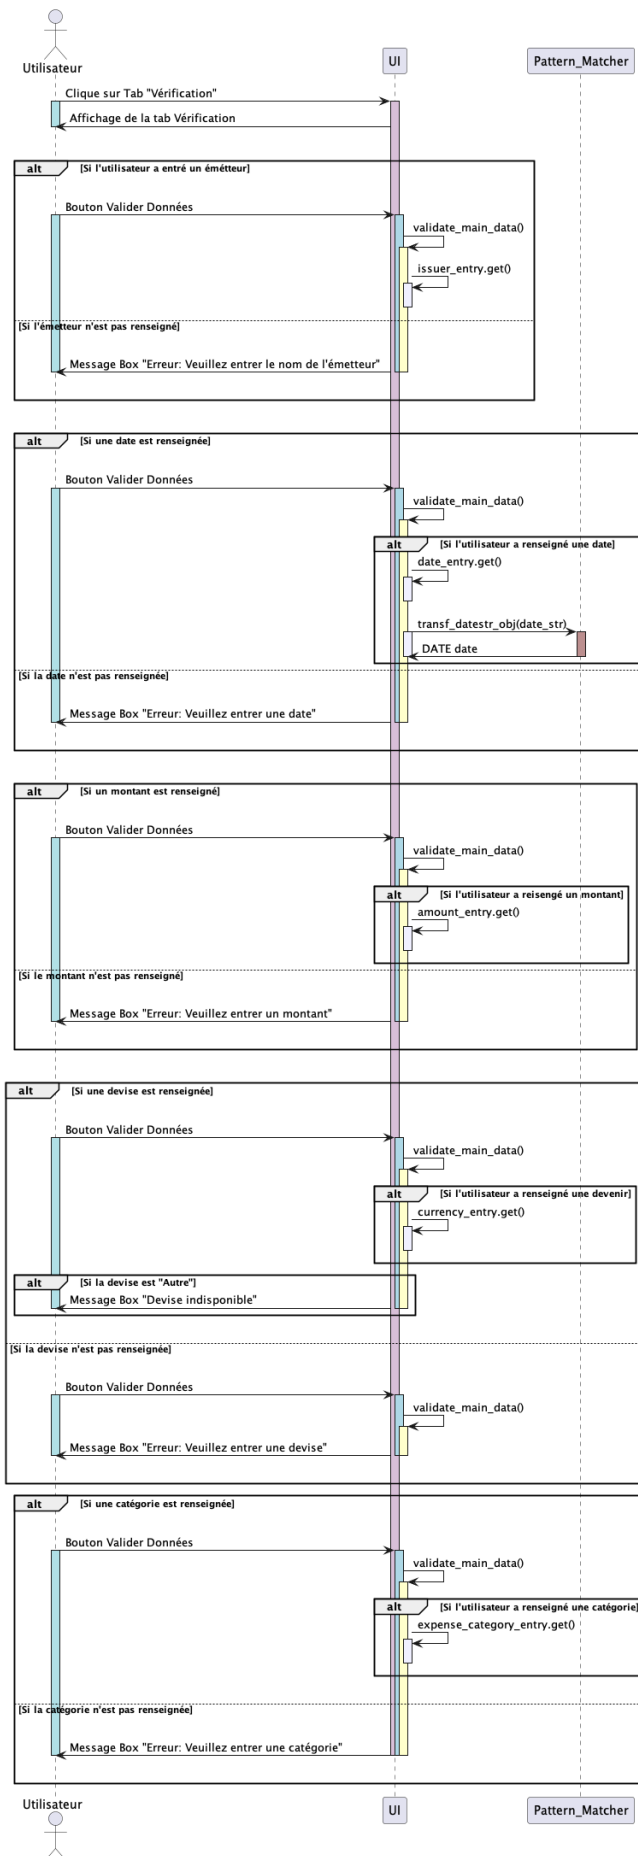 Utilisateur
UI
Pattern_Matcher
Clique sur Tab "Vérification"
Affichage de la tab Vérification
alt [Si l'utilisateur a entré un émétteur]
Bouton Valider Données
validate_main_data()
issuer_entry.get()
[Si l'émetteur n'est pas renseigné]
Message Box "Erreur: Veuillez entrer le nom de l'émetteur"
alt [Si une date est renseignée]
Bouton Valider Données
validate_main_data()
alt [Si l'utilisateur a renseigné une date]
date_entry.get()
transf_datestr_obj(date_str)
DATE date
[Si la date n'est pas renseignée]
Message Box "Erreur: Veuillez entrer une date"
alt [Si un montant est renseigné]
Bouton Valider Données
validate_main_data()
alt [Si l'utilisateur a reisengé un montant]
amount_entry.get()
[Si le montant n'est pas renseigné]
Message Box "Erreur: Veuillez entrer un montant"
alt [Si une devise est renseignée]
Bouton Valider Données
validate_main_data()
alt [Si l'utilisateur a renseigné une devenir]
currency_entry.get()
alt [Si la devise est "Autre"]
Message Box "Devise indisponible"
[Si la devise n'est pas renseignée]
Bouton Valider Données
validate_main_data()
Message Box "Erreur: Veuillez entrer une devise"
alt [Si une catégorie est renseignée]
Bouton Valider Données
validate_main_data()
alt [Si l'utilisateur a renseigné une catégorie]
expense_category_entry.get()
[Si la catégorie n'est pas renseignée]
Message Box "Erreur: Veuillez entrer une catégorie"
Utilisateur
UI
Pattern_Matcher